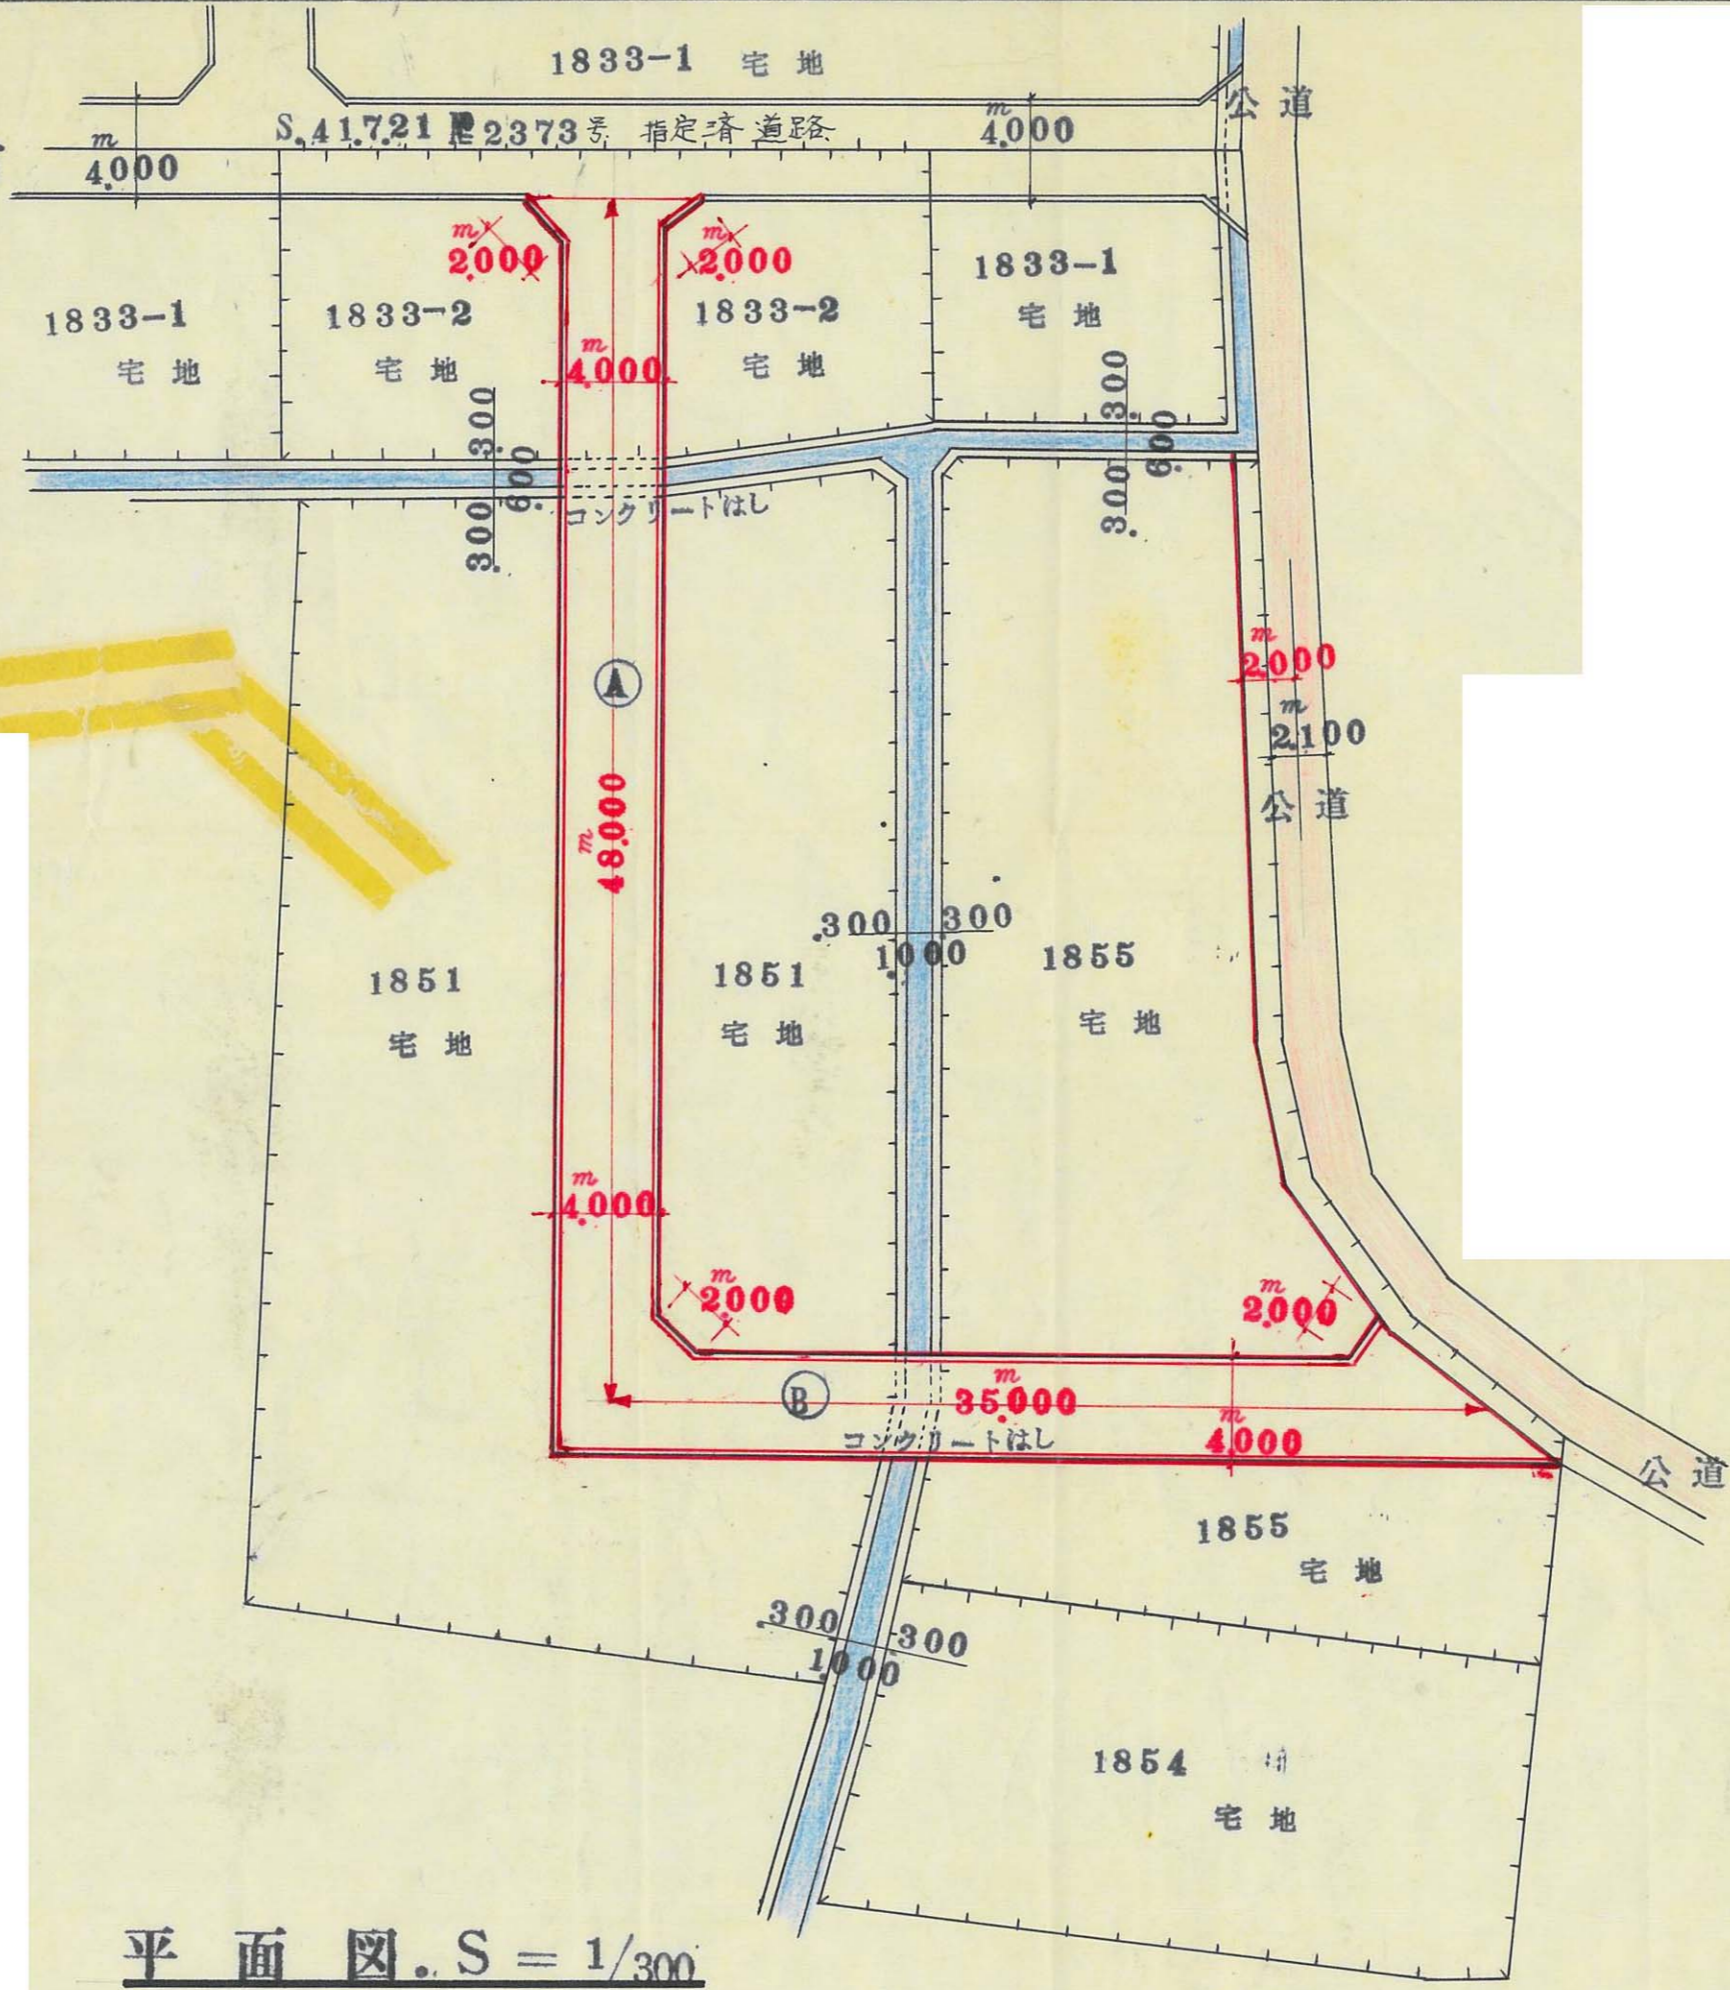 1833-1 宅地
公道
S.41.7.21 第2373号 指定済道路
m
4.000
m
4.000
m
2.000
m
2.000
1833-1
宅地
1833-1
宅地
1833-2
宅地
1833-2
宅地
m
4.000
.300
.600
.300
.300
.600
.300
コンクリートはし
A
m
2.000
m
2.100
公道
m
48.000
.300
.300
1.000
1851
宅地
1851
宅地
1855
宅地
m
4.000
m
2.000
m
2.000
B
m
35.000
コンクリートはし
m
4.000
公道
1855
宅地
.300
.300
1.000
1854
宅地
平面図. S = 1/300